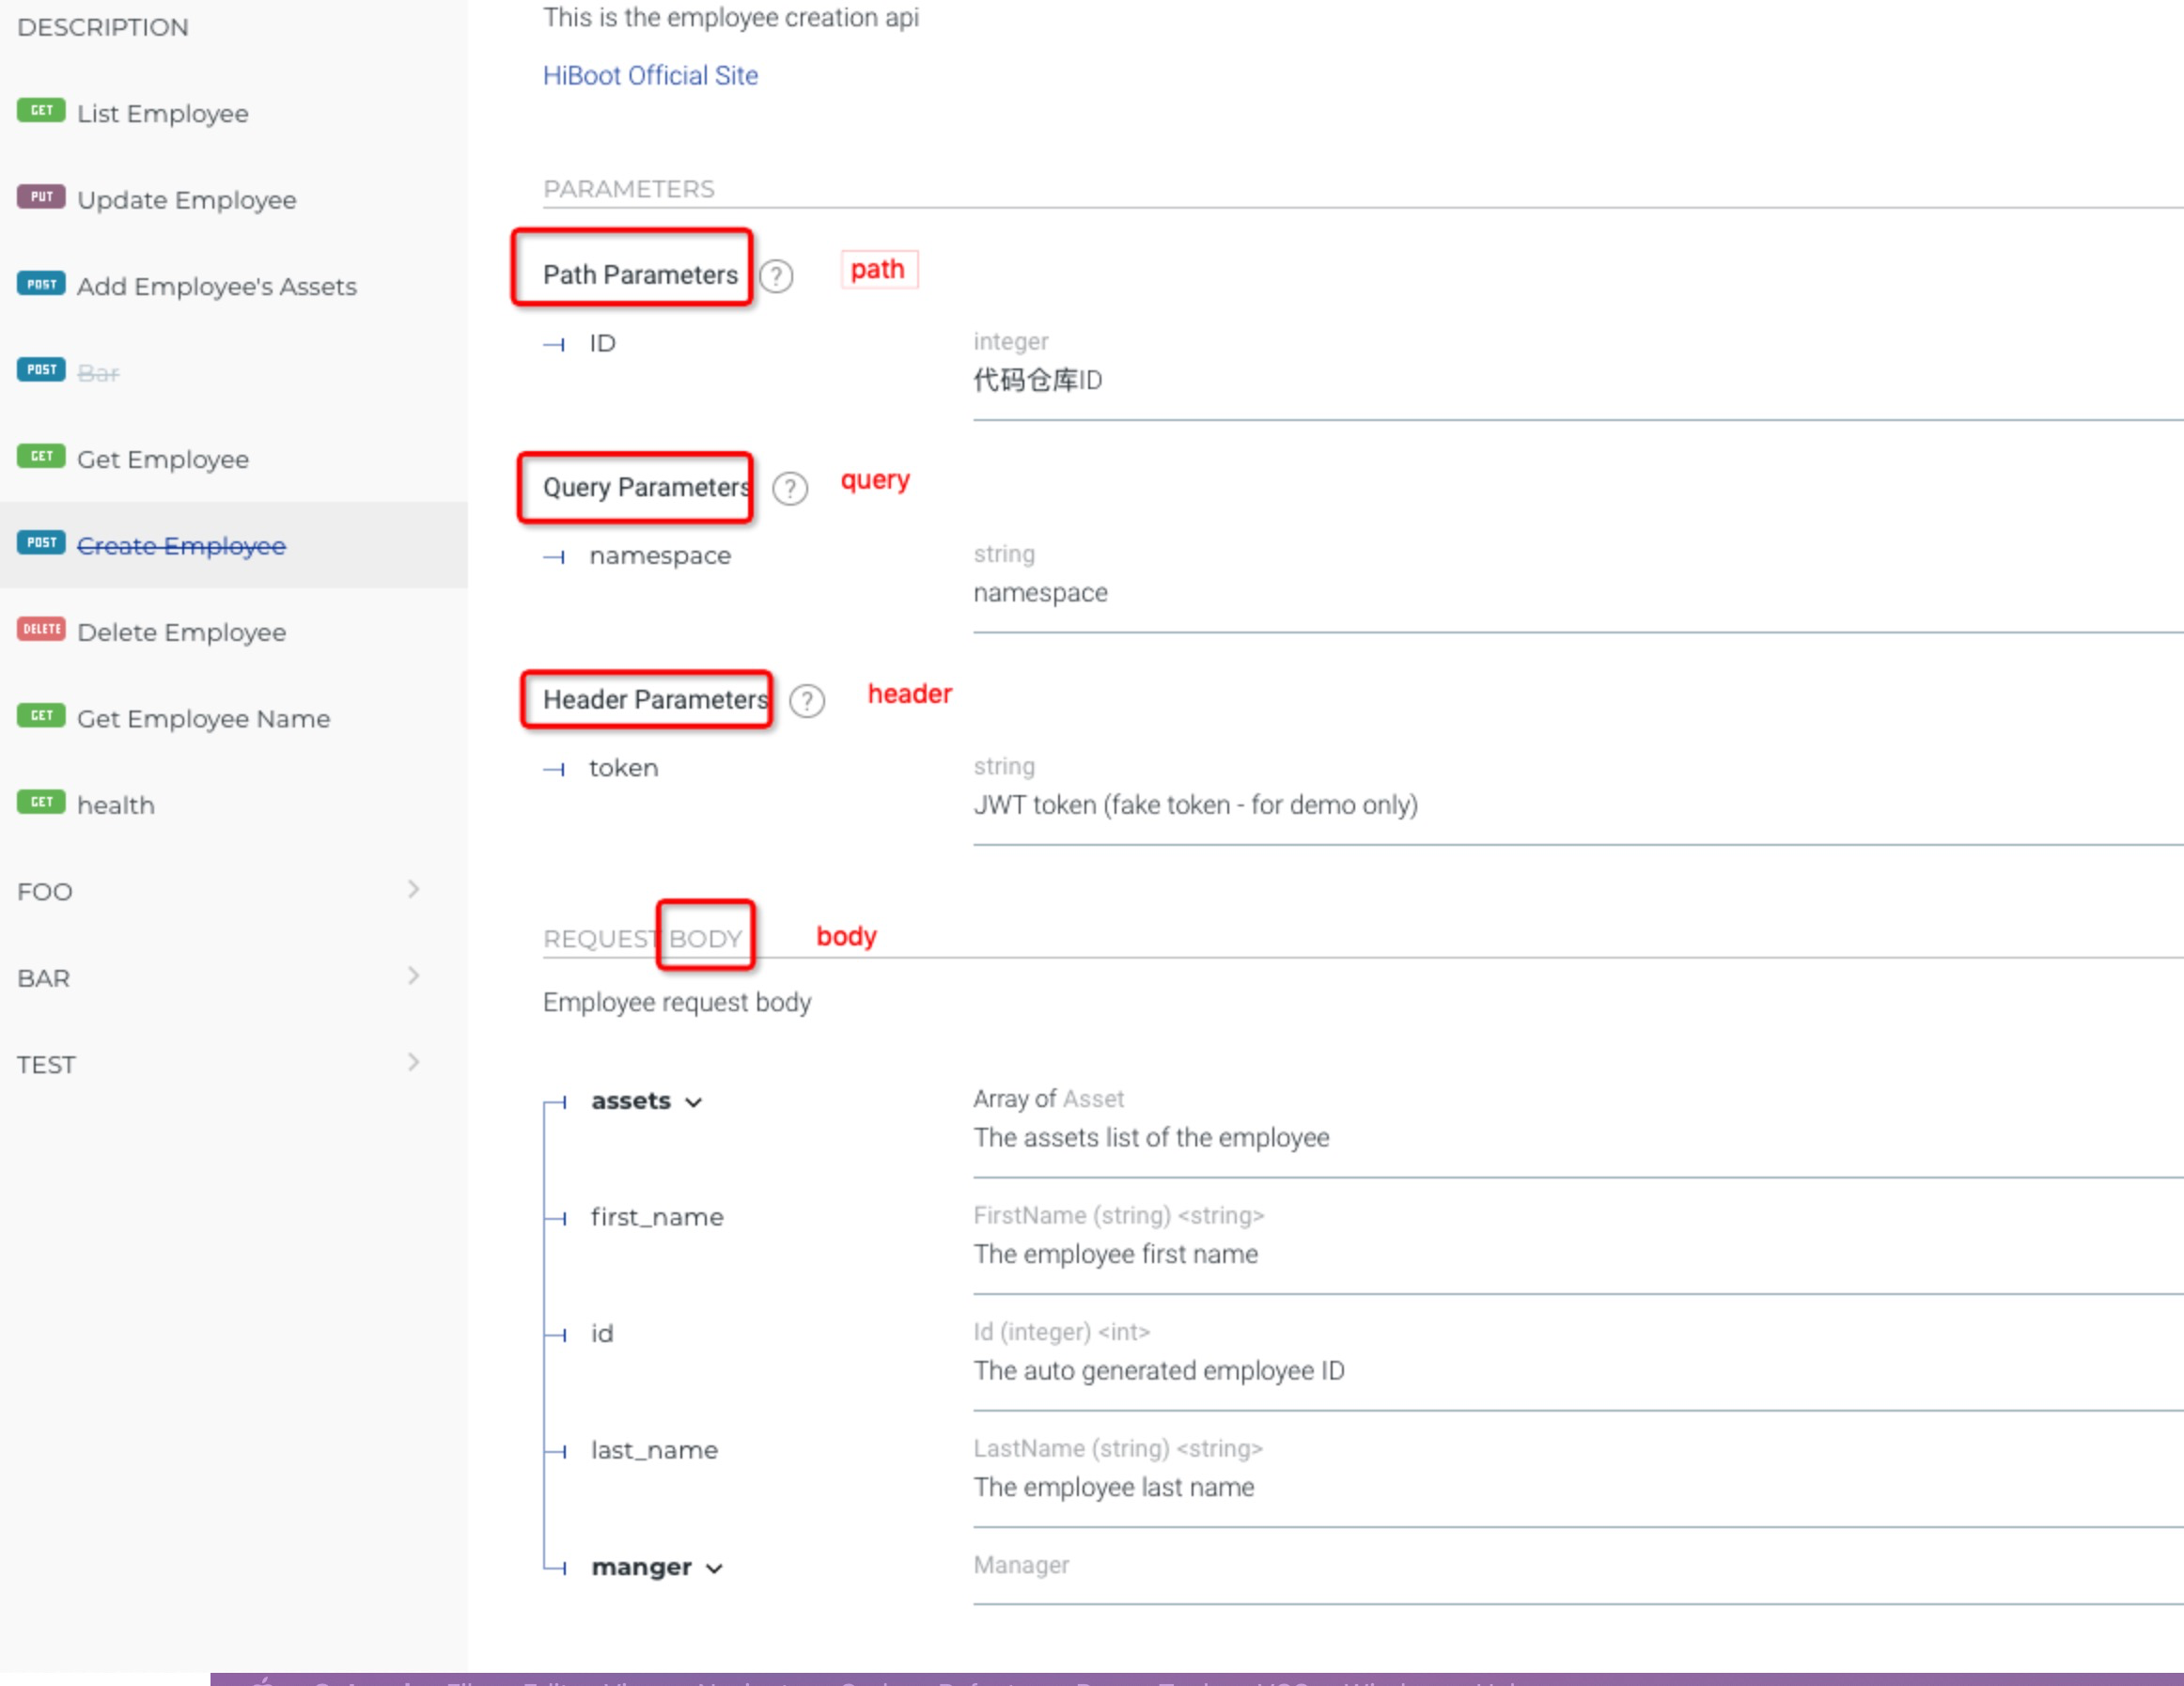 DESCRIPTION
GET List Employee
PUT Update Employee
POST Add Employee's Assets
POST Bar
GET Get Employee
POST Create Employee
DELETE Delete Employee
GET Get Employee Name
GET health
FOO
BAR
TEST
This is the employee creation api
HiBoot Official Site
PARAMETERS
Path Parameters ? path
ID integer
代码仓库ID
Query Parameters ? query
namespace string
namespace
Header Parameters ? header
token string
JWT token (fake token - for demo only)
REQUEST BODY body
Employee request body
assets Array of Asset
The assets list of the employee
first_name FirstName (string) <string>
The employee first name
id Id (integer) <int>
The auto generated employee ID
last_name LastName (string) <string>
The employee last name
manger Manager